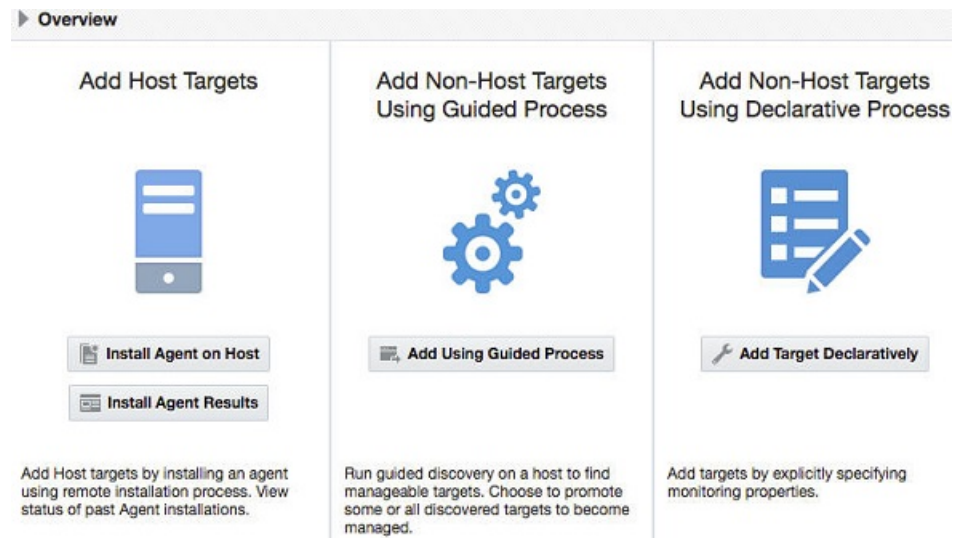 Overview
Add Host Targets
Install Agent on Host
Install Agent Results
Add Host targets by installing an agent
using remote installation process. View
status of past Agent installations.
Add Non-Host Targets
Using Guided Process
Add Using Guided Process
Run guided discovery on a host to find
manageable targets. Choose to promote
some or all discovered targets to become
managed.
Add Non-Host Targets
Using Declarative Process
Add Target Declaratively
Add targets by explicitly specifying
monitoring properties.